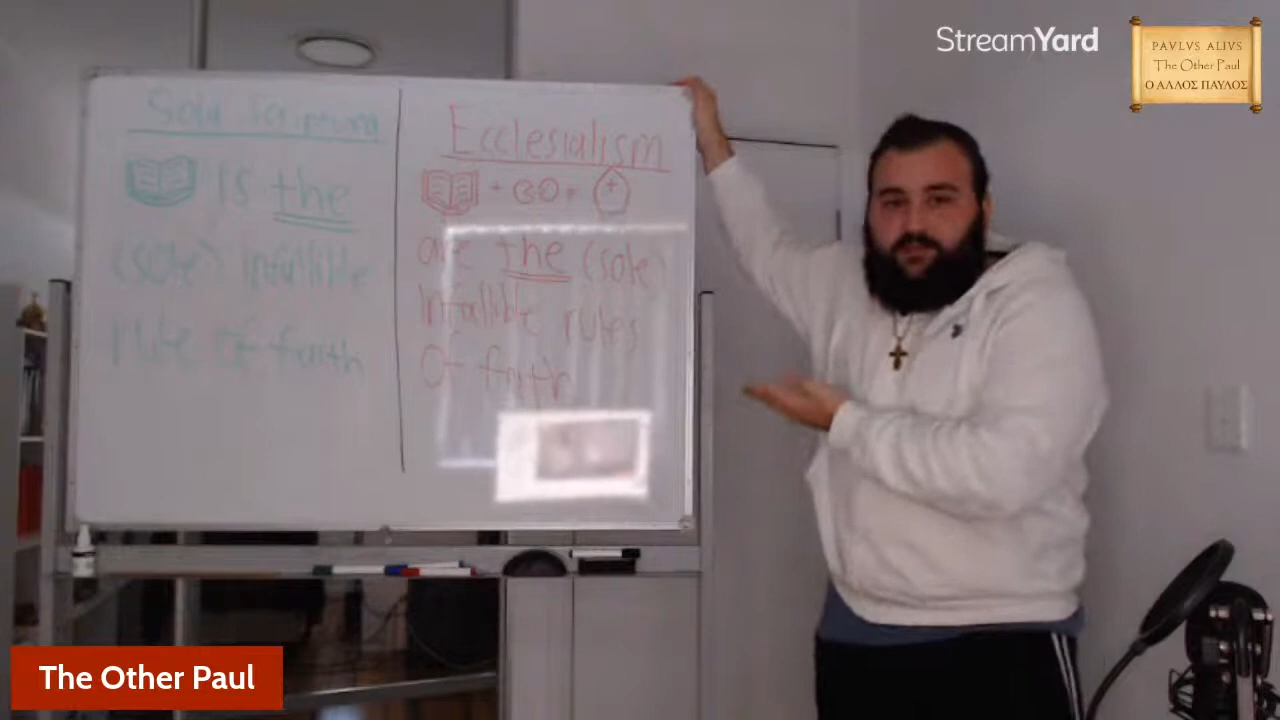 StreamYard
PAVLVS ALIVS
The Other Paul
Ο ΑΛΛΟΣ ΠΑΥΛΟΣ
Sola Scriptura
is the
(sole) infallible
rule of faith
Ecclesialism
+
are the (sole)
infallible rules
of faith
The Other Paul